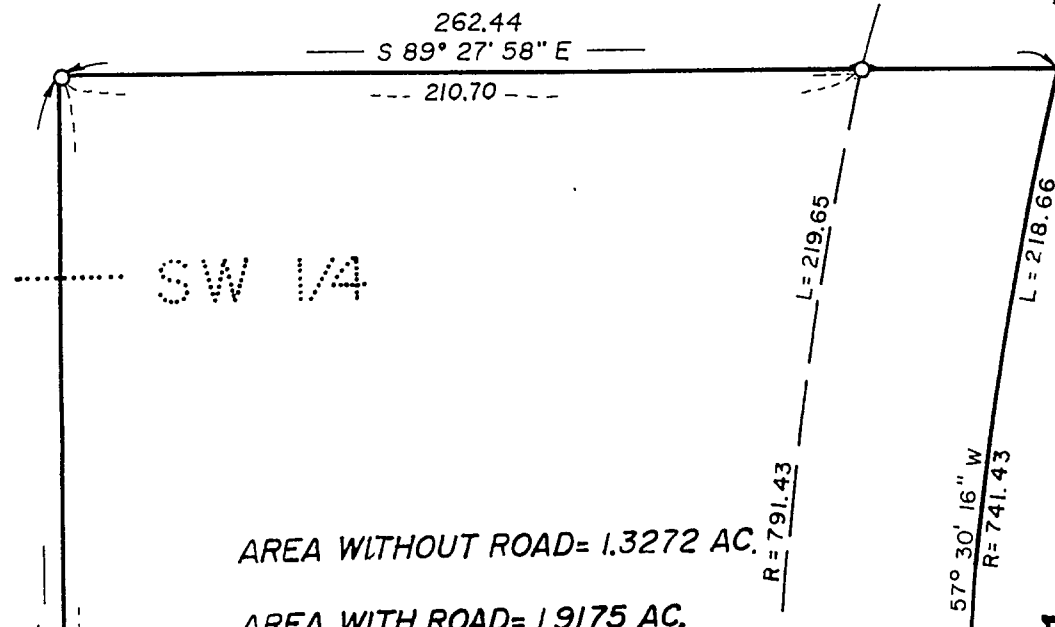 262.44
S 89° 27' 58" E
--- 210.70 ---
SW 1/4
L = 219.65
L = 218.66
R = 791.43
57° 30' 16" W
R = 741.43
AREA WITHOUT ROAD= 1.3272 AC.
AREA WITH ROAD= 1.9175 AC.